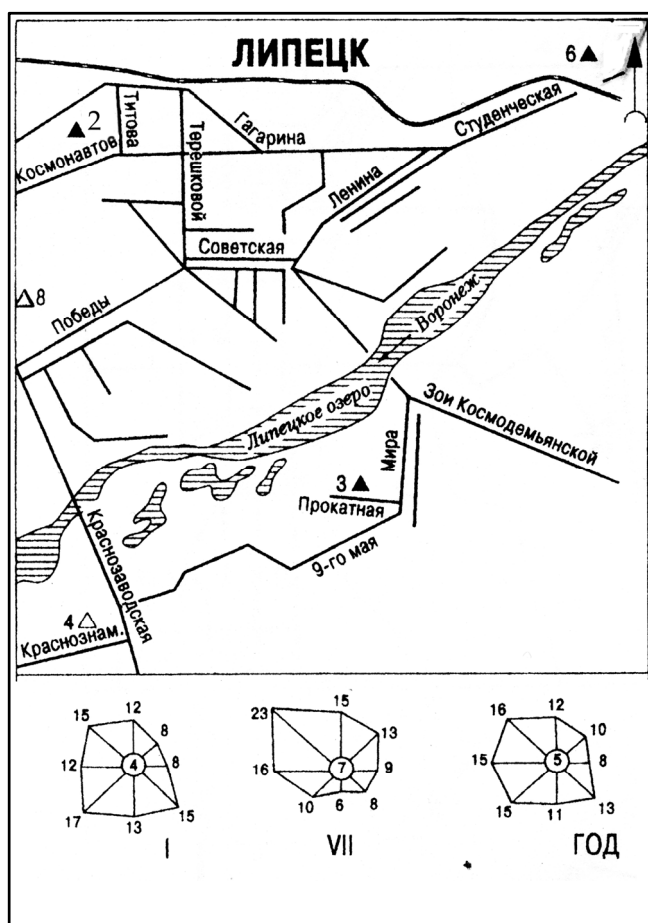 ЛИПЕЦК
6
2
Титова
Гагарина
Студенческая
Космонавтов
Терешковой
Ленина
Советская
8
Победы
Воронеж
Липецкое озеро
Зои Космодемьянской
Мира
3
Прокатная
9-го мая
Краснозаводская
4
Краснознам.
12
15
8
12
4
8
17
13
15
I
15
23
13
16
7
9
10
6
8
VII
12
16
10
15
5
8
15
11
13
ГОД